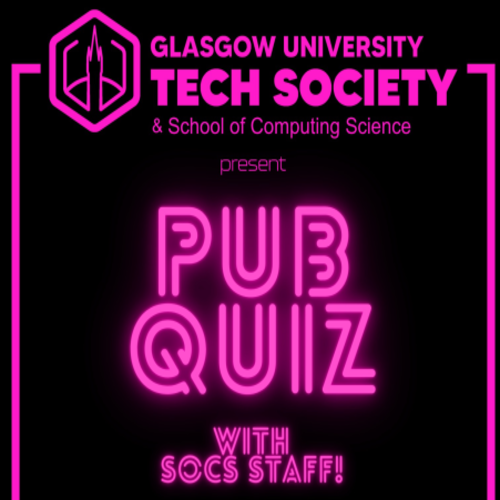 GLASGOW UNIVERSITY
TECH SOCIETY
& School of Computing Science
present
PUB
QUIZ
WITH
SOCS STAFF!